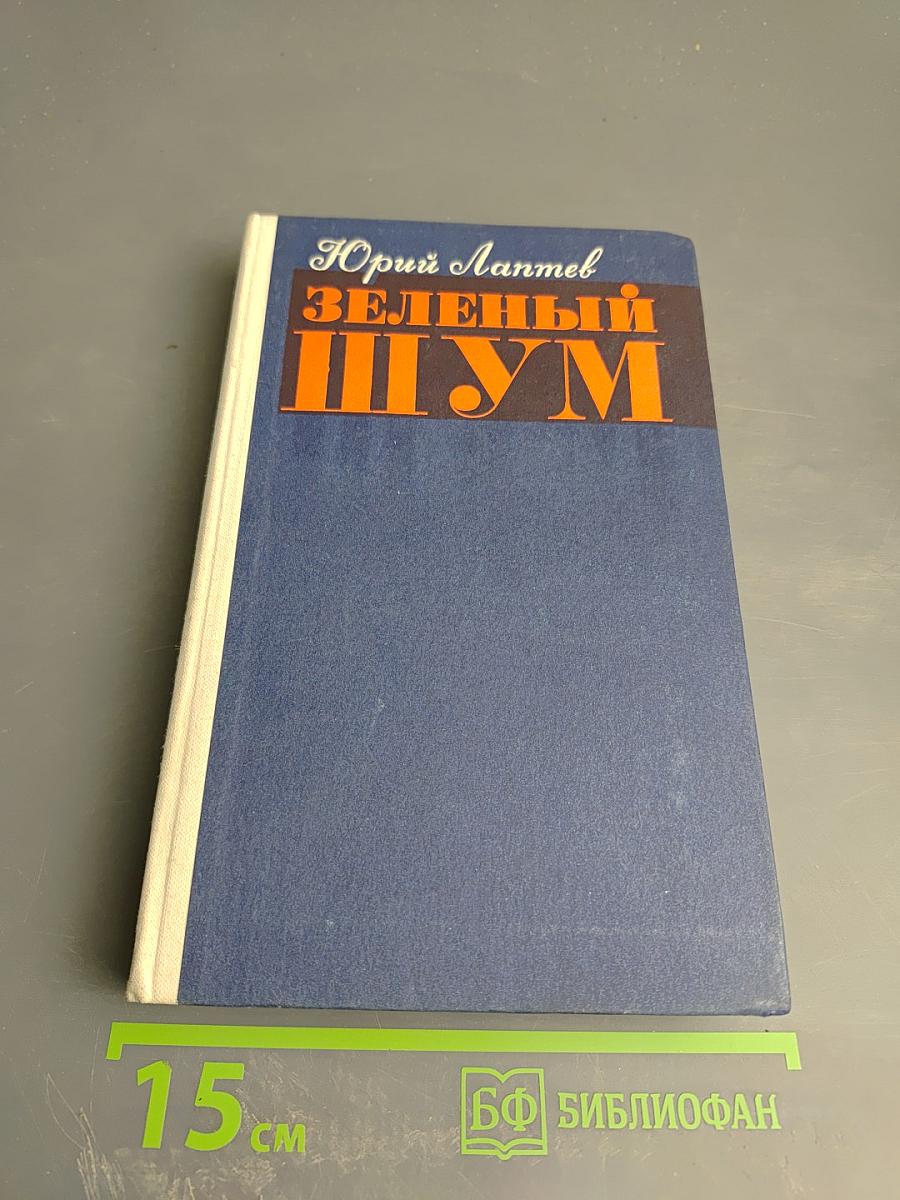 Юрий Лаптев
ЗЕЛЕНЫЙ
ШУМ
15 см
БФ БИБЛИОФАН